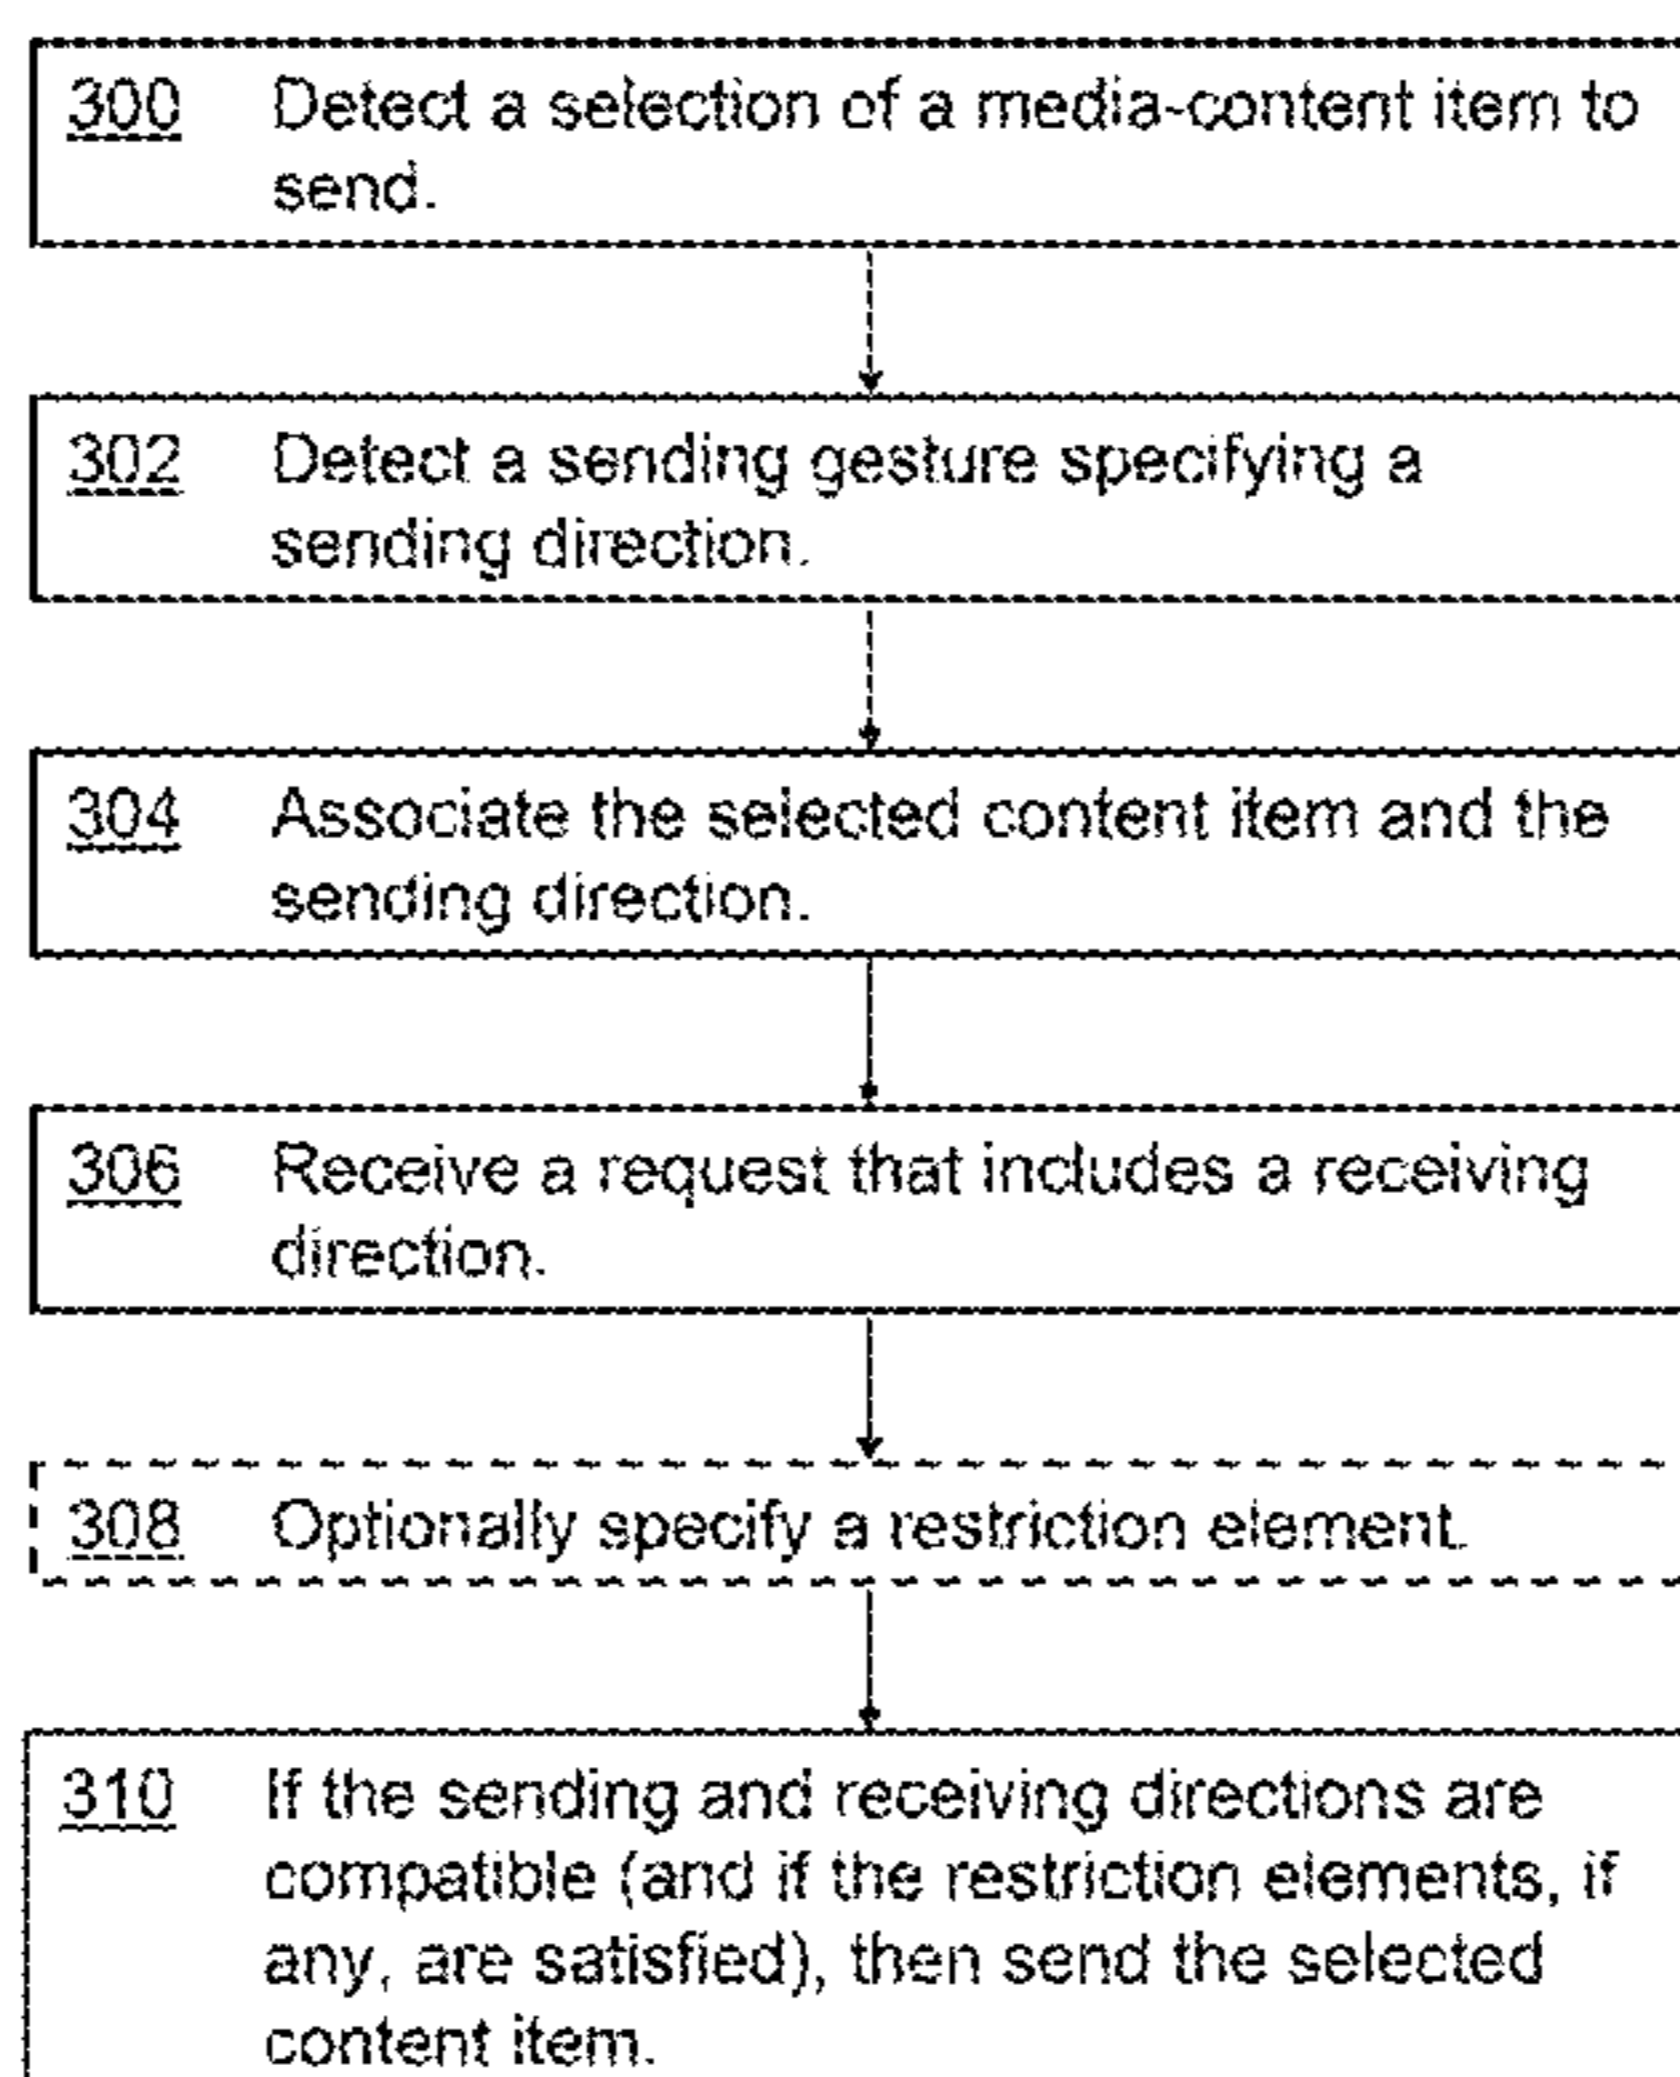 300 Detect a selection of a media-content item to
send.
302 Detect a sending gesture specifying a
sending direction.
304 Associate the selected content item and the
sending direction.
306 Receive a request that includes a receiving
direction.
308 Optionally specify a restriction element.
310 If the sending and receiving directions are
compatible (and if the restriction elements, if
any, are satisfied), then send the selected
content item.